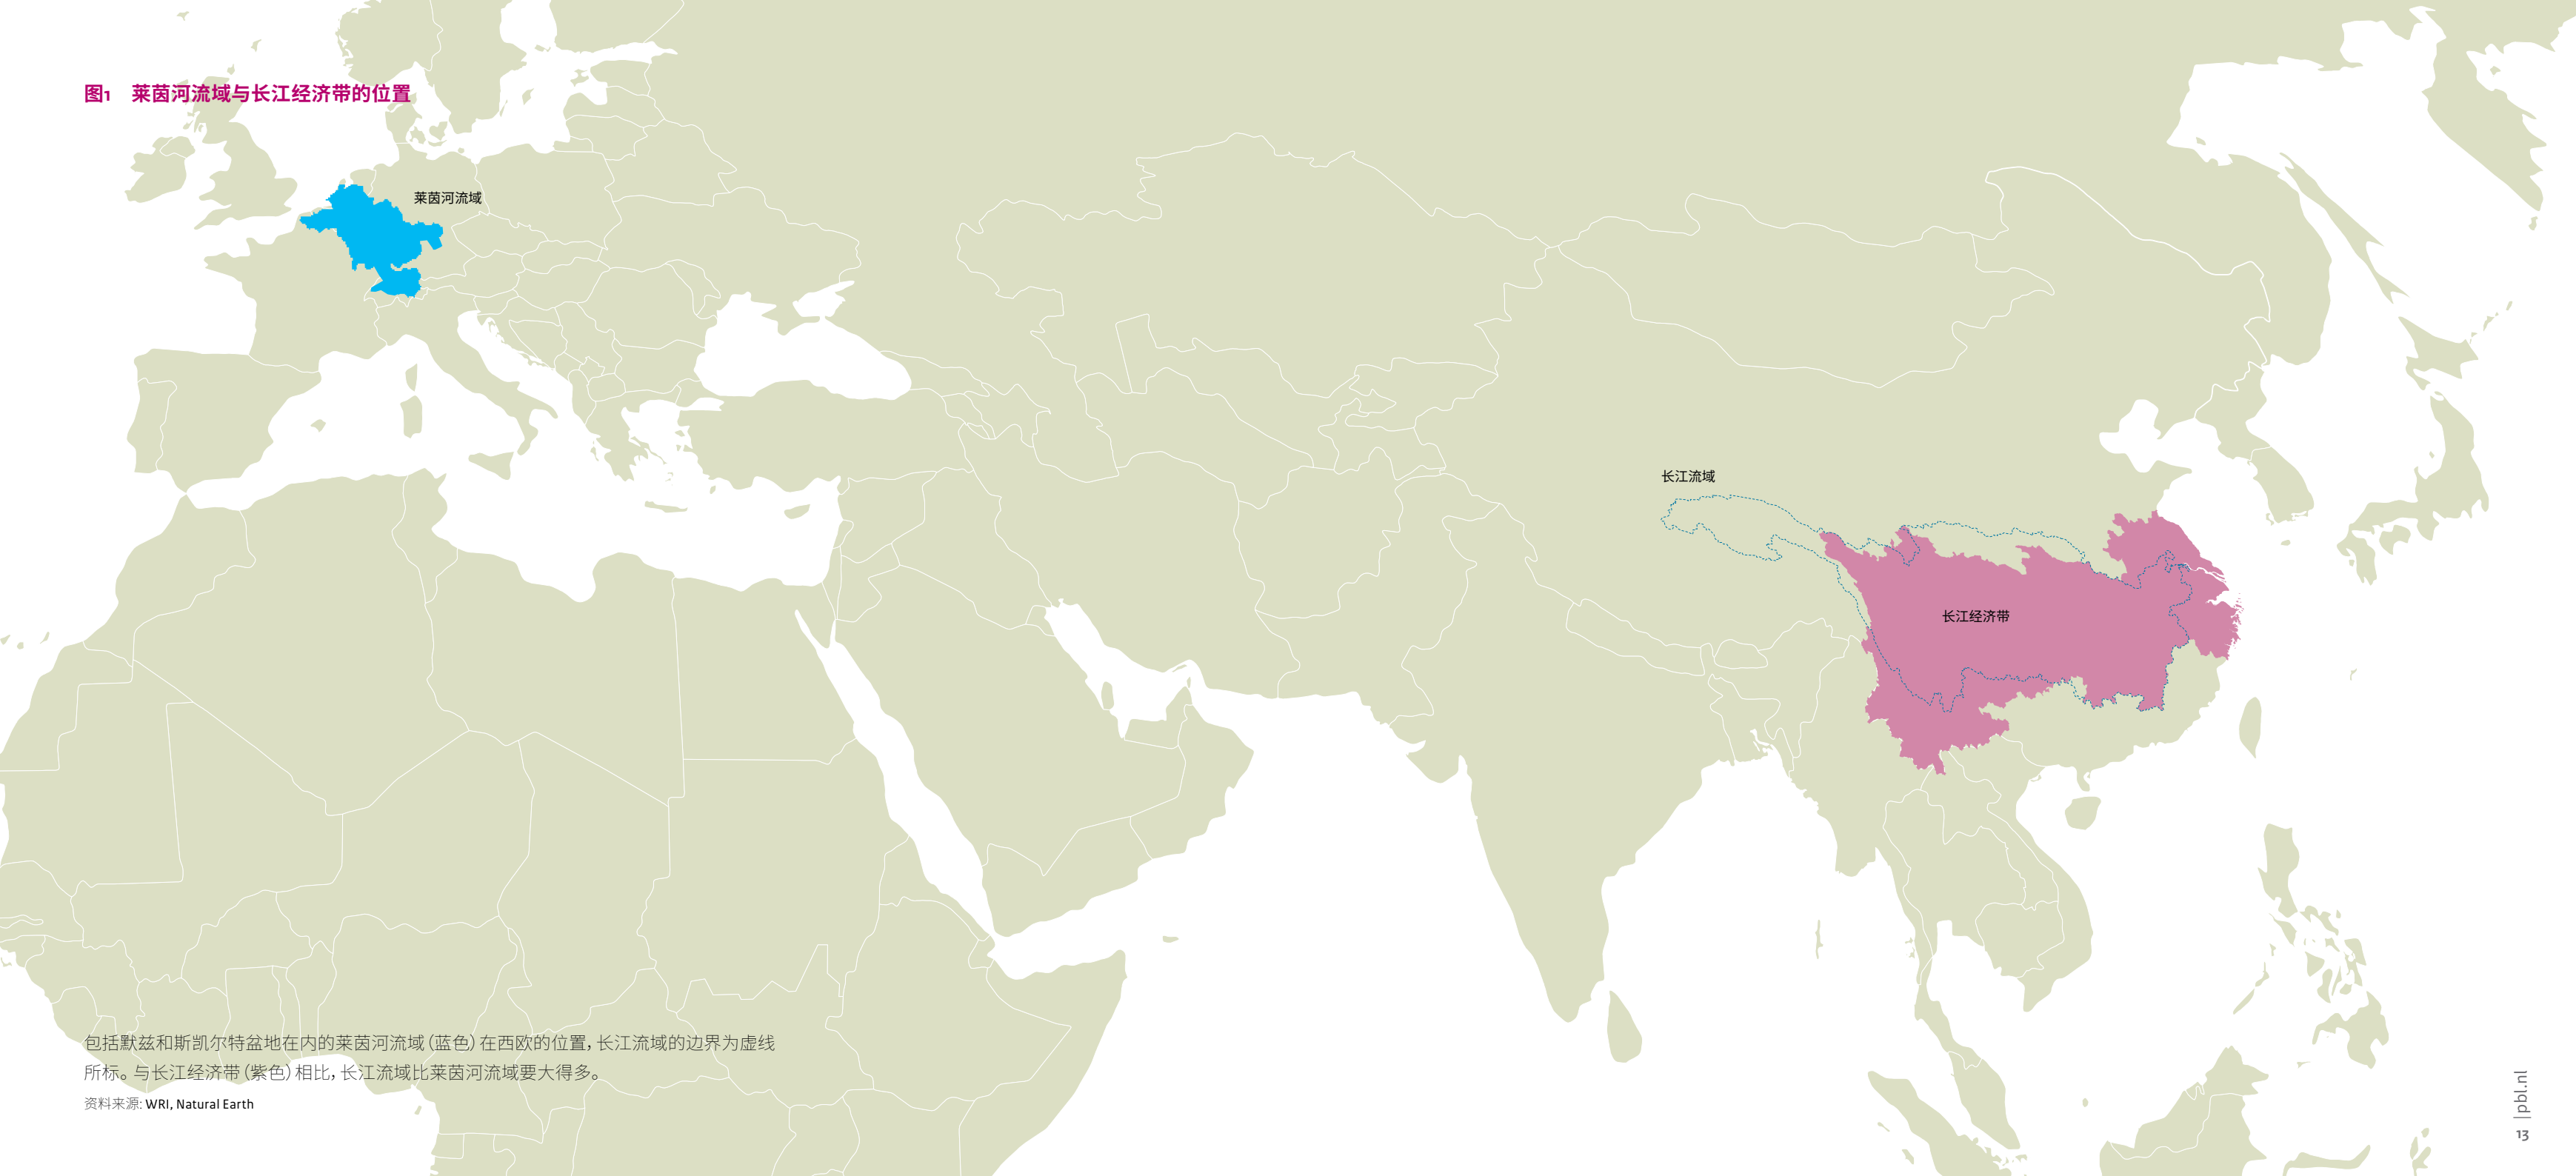 图1 莱茵河流域与长江经济带的位置
莱茵河流域
长江流域
长江经济带
包括默兹和斯凯尔特盆地在内的莱茵河流域（蓝色）在西欧的位置，长江流域的边界为虚线
所标。与长江经济带（紫色）相比，长江流域比莱茵河流域要大得多。
资料来源: WRI, Natural Earth
| pbl.nl
13